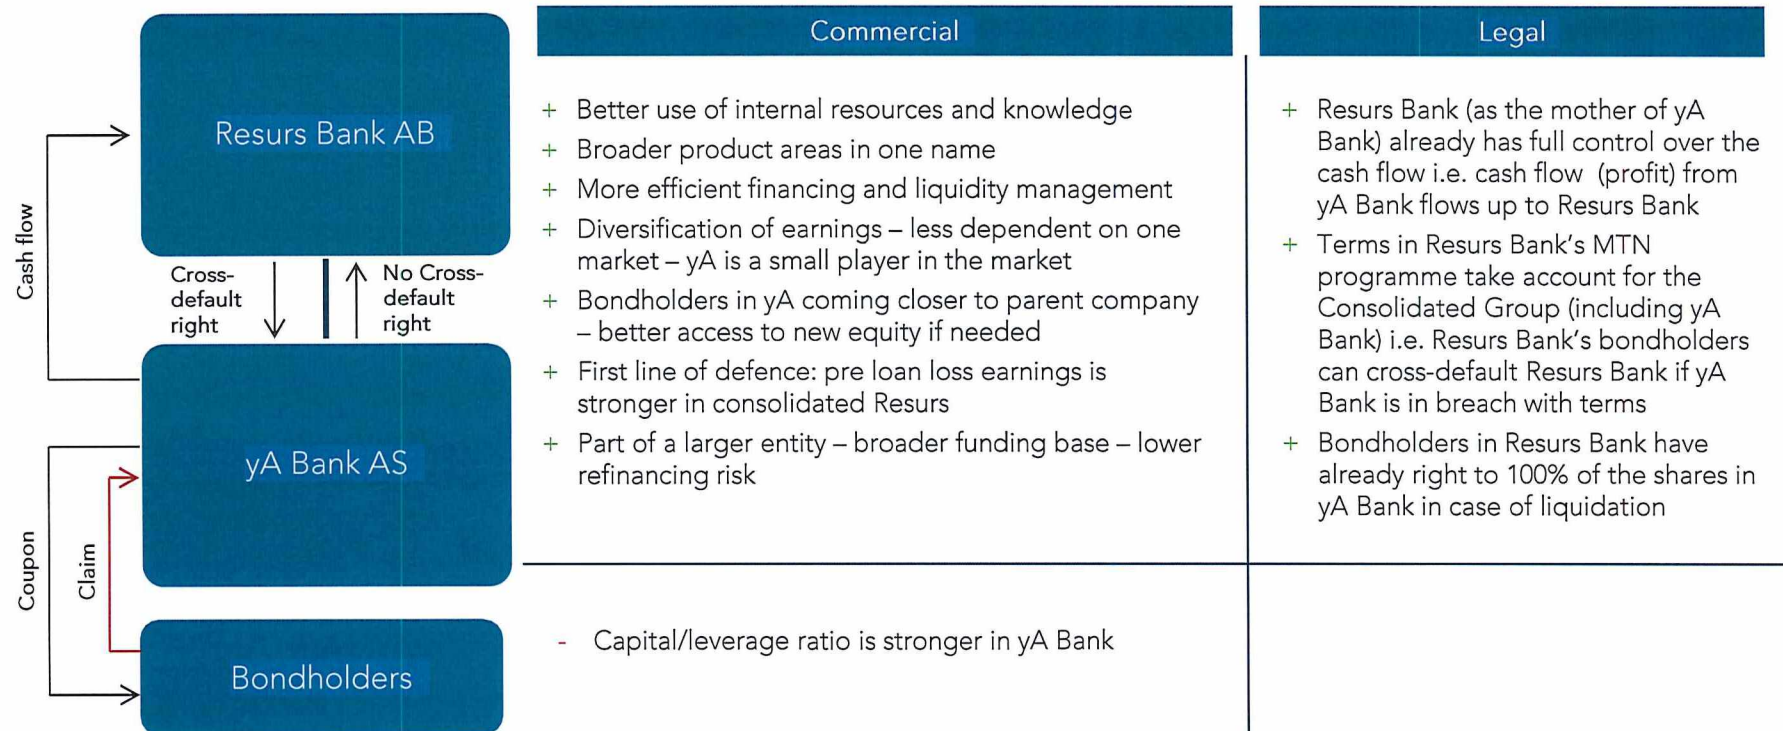 Resurs Bank AB
Cash flow
Cross-
default
right
No Cross-
default
right
yA Bank AS
Coupon
Claim
Bondholders
Commercial
+ Better use of internal resources and knowledge
+ Broader product areas in one name
+ More efficient financing and liquidity management
+ Diversification of earnings – less dependent on one
market – yA is a small player in the market
+ Bondholders in yA coming closer to parent company
– better access to new equity if needed
+ First line of defence: pre loan loss earnings is
stronger in consolidated Resurs
+ Part of a larger entity – broader funding base – lower
refinancing risk
- Capital/leverage ratio is stronger in yA Bank
Legal
+ Resurs Bank (as the mother of yA
Bank) already has full control over the
cash flow i.e. cash flow (profit) from
yA Bank flows up to Resurs Bank
+ Terms in Resurs Bank’s MTN
programme take account for the
Consolidated Group (including yA
Bank) i.e. Resurs Bank’s bondholders
can cross-default Resurs Bank if yA
Bank is in breach with terms
+ Bondholders in Resurs Bank have
already right to 100% of the shares in
yA Bank in case of liquidation